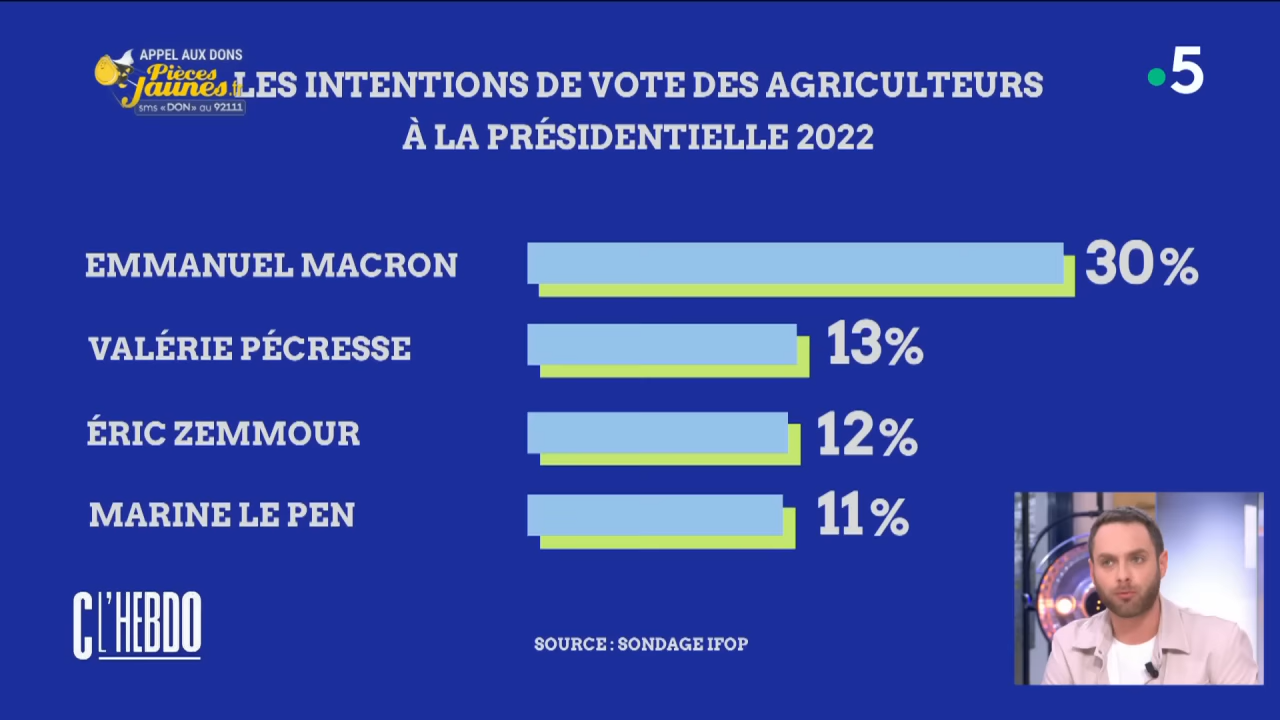 APPEL AUX DONS
Pièces
Jaunes.fr
sms «DON» au 92111
LES INTENTIONS DE VOTE DES AGRICULTEURS
À LA PRÉSIDENTIELLE 2022
5
EMMANUEL MACRON 30%
VALÉRIE PÉCRESSE 13%
ÉRIC ZEMMOUR 12%
MARINE LE PEN 11%
C L'HEBDO
SOURCE : SONDAGE IFOP